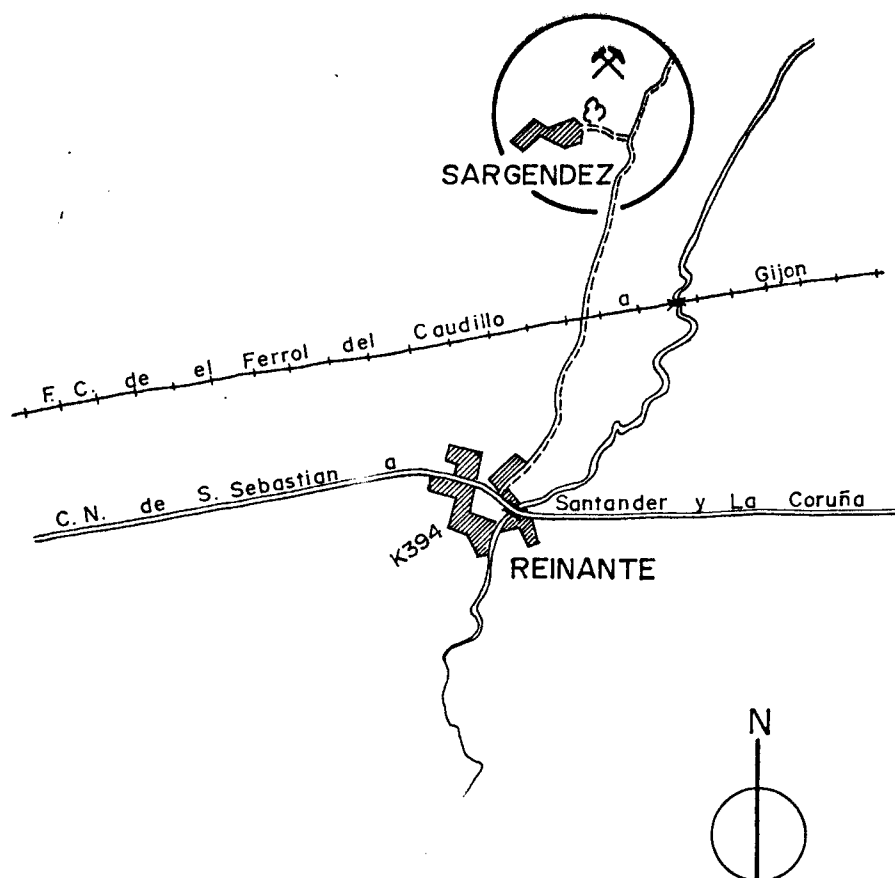 SARGENDEZ
F. C. de el Ferrol del Caudillo a Gijon
C.N. de S. Sebastian a Santander y La Coruña
K394
REINANTE
N